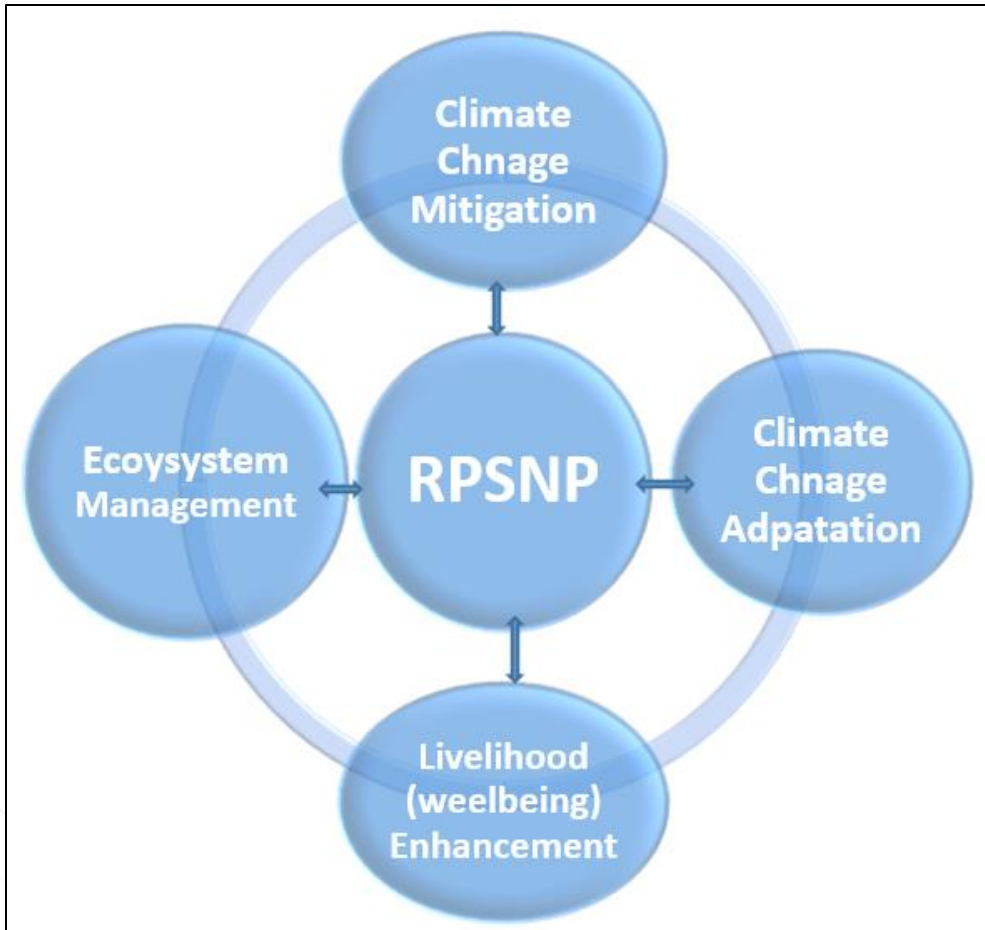 Climate
Chnage
Mitigation
Ecoysystem
Management
RPSNP
Climate
Chnage
Adpatation
Livelihood
(weelbeing)
Enhancement